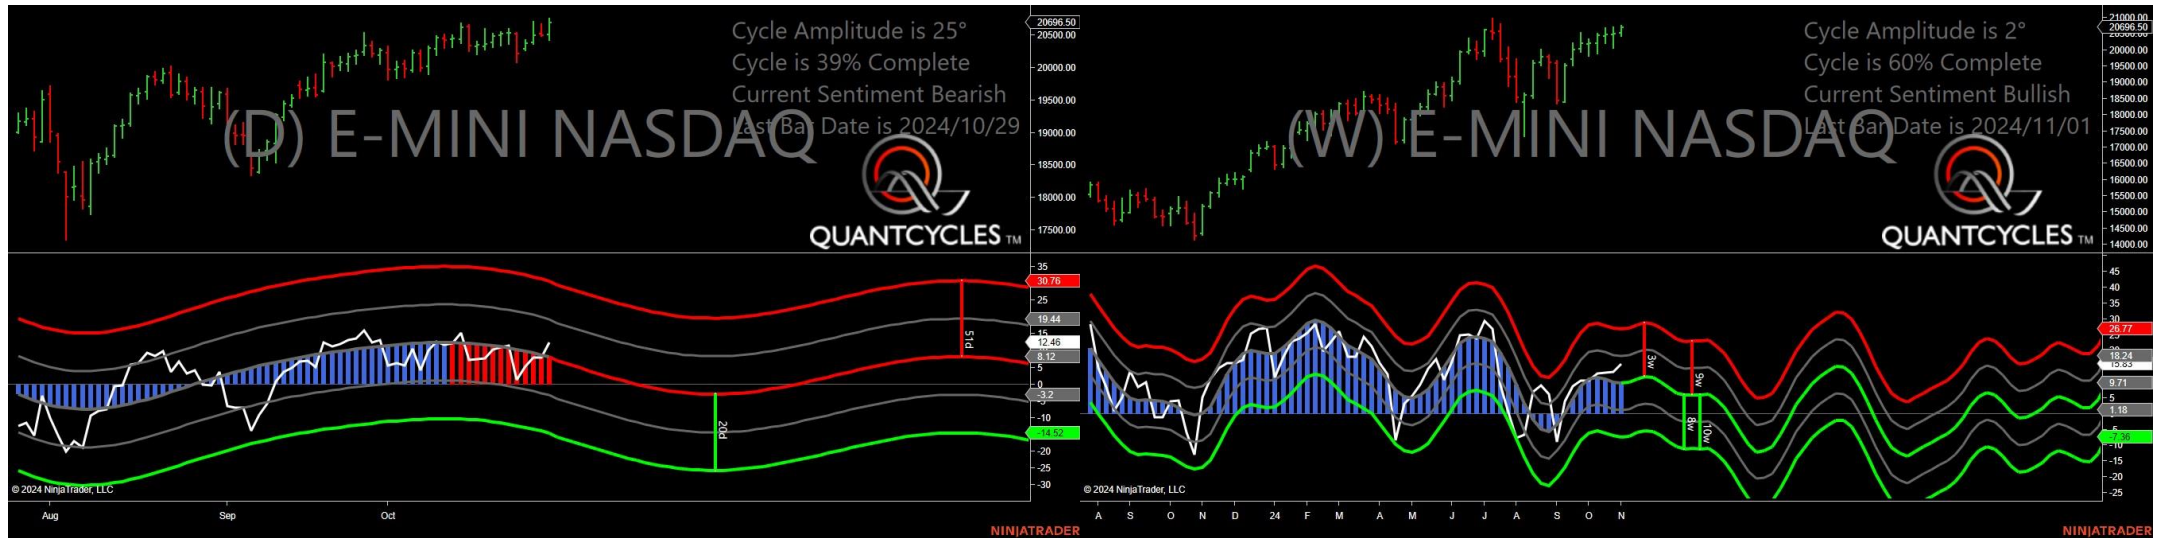 Cycle Amplitude is 25°
Cycle is 39% Complete
Current Sentiment Bearish
Last Bar Date is 2024/10/29
(D) E-MINI NASDAQ
QUANTCYCLES TM
20696.50
20500.00
20000.00
19500.00
19000.00
18500.00
18000.00
17500.00
35
30.76
25
19.44
15
12.46
8.12
5
0
-3.2
-10
-14.52
-20
-25
-30
51d
20d
© 2024 NinjaTrader, LLC
Aug Sep Oct
NINJATRADER
Cycle Amplitude is 2°
Cycle is 60% Complete
Current Sentiment Bullish
Last Bar Date is 2024/11/01
(W) E-MINI NASDAQ
QUANTCYCLES TM
21000.00
20696.50
20000.00
19500.00
19000.00
18500.00
18000.00
17500.00
17000.00
16500.00
16000.00
15500.00
15000.00
14500.00
14000.00
45
40
35
30
26.77
18.24
15.83
9.71
5
1.18
-7.36
-10
-15
-20
-25
3w
9w
8w
10w
© 2024 NinjaTrader, LLC
A S O N D 24 F M A M J J A S O N
NINJATRADER